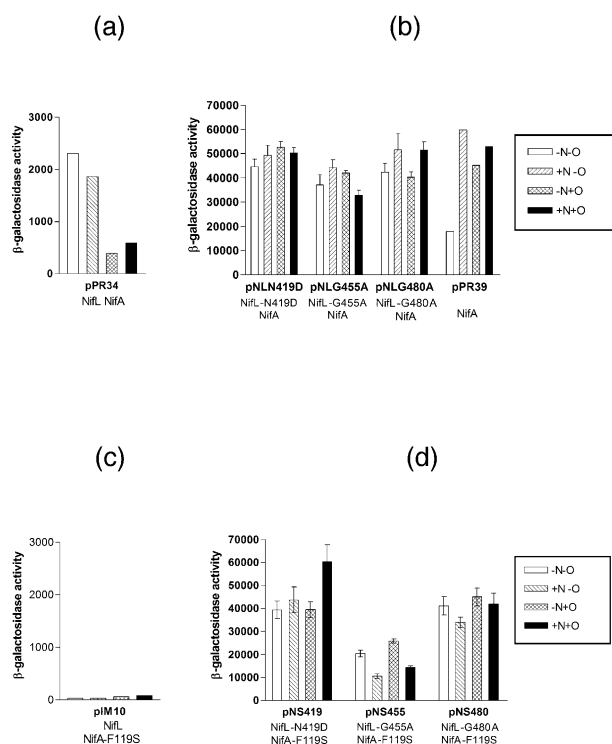 (a)
β-galactosidase activity
3000
2000
1000
0
pPR34
NifL NifA
(b)
β-galactosidase activity
70000
60000
50000
40000
30000
20000
10000
0
pNLN419D pNLG455A pNLG480A pPR39
NifL-N419D NifL-G455A NifL-G480A NifA
NifA NifA NifA
-N-O
+N -O
-N+O
+N+O
(c)
β-galactosidase activity
3000
2000
1000
0
pIM10
NifL
NifA-F119S
(d)
β-galactosidase activity
70000
60000
50000
40000
30000
20000
10000
0
pNS419 pNS455 pNS480
NifL-N419D NifL-G455A NifL-G480A
NifA-F119S NifA-F119S NifA-F119S
-N-O
+N -O
-N+O
+N+O